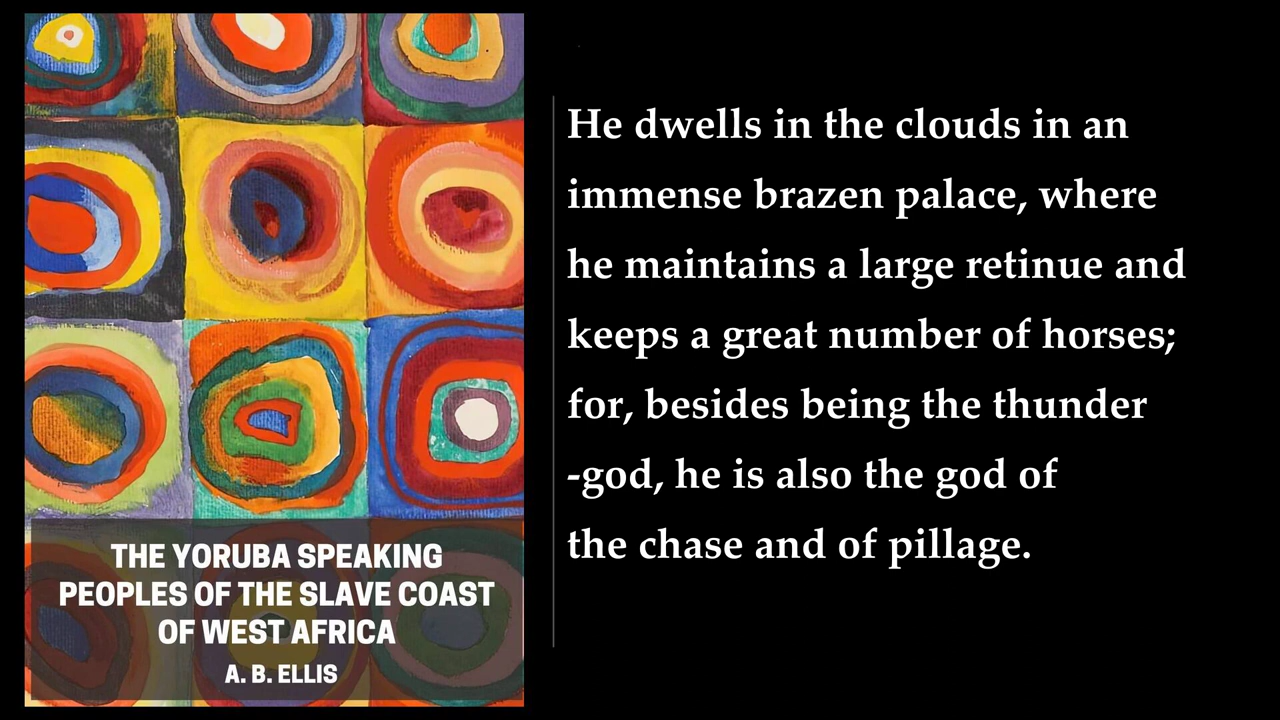 THE YORUBA SPEAKING
PEOPLES OF THE SLAVE COAST
OF WEST AFRICA
A. B. ELLIS
He dwells in the clouds in an
immense brazen palace, where
he maintains a large retinue and
keeps a great number of horses;
for, besides being the thunder
-god, he is also the god of
the chase and of pillage.